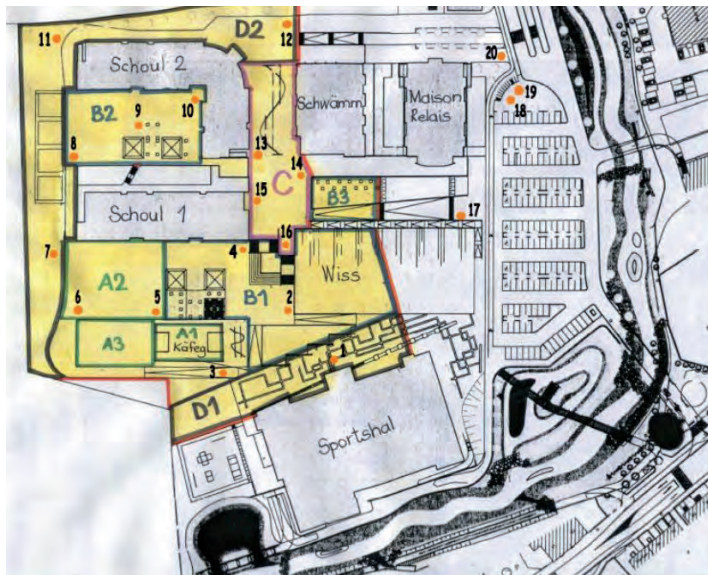 11
D2
12
Schoul 2
20
Schwämm
Maison
Relais
19
18
B2
9
10
8
13
14
C
15
B3
17
Schoul 1
16
7
4
A2
B1
Wiss
6
5
2
A3
A1
Käfeg
1
3
D1
Sportshal